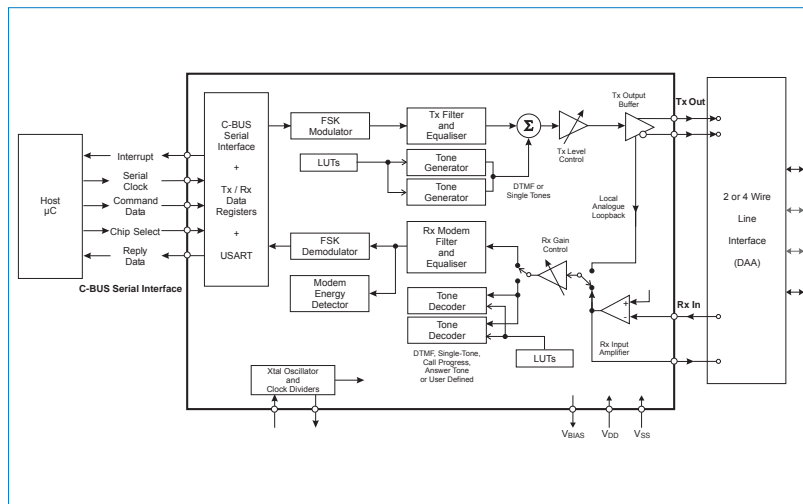 Tx Output
Buffer
Tx Out
C-BUS
Serial
Interface
+
Tx / Rx
Data
Registers
+
USART
FSK
Modulator
Tx Filter
and
Equaliser
Σ
Tx Level
Control
LUTs
Tone
Generator
Tone
Generator
DTMF or
Single Tones
Host
µC
Interrupt
Serial
Clock
Command
Data
Chip Select
Reply
Data
C-BUS Serial Interface
Local
Analogue
Loopback
2 or 4 Wire
Line
Interface
(DAA)
FSK
Demodulator
Rx Modem
Filter
and
Equaliser
Rx Gain
Control
Modem
Energy
Detector
Tone
Decoder
Tone
Decoder
+
-
Rx In
Rx Input
Amplifier
LUTs
DTMF, Single-Tone,
Call Progress,
Answer Tone
or User Defined
Xtal Oscillator
and
Clock Dividers
VBIAS
VDD
VSS